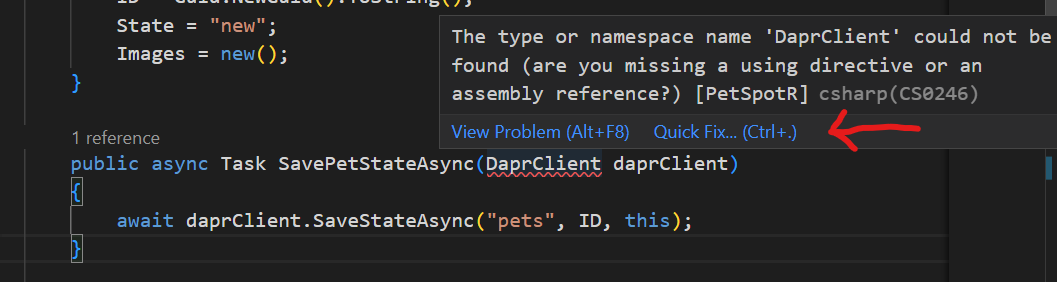 ID = Guid.NewGuid().ToString();
State = "new";
Images = new();
}
The type or namespace name 'DaprClient' could not be
found (are you missing a using directive or an
assembly reference?) [PetSpotR] csharp(CS0246)
View Problem (Alt+F8) Quick Fix... (Ctrl+.)
1 reference
public async Task SavePetStateAsync(DaprClient daprClient)
{
await daprClient.SaveStateAsync("pets", ID, this);
}